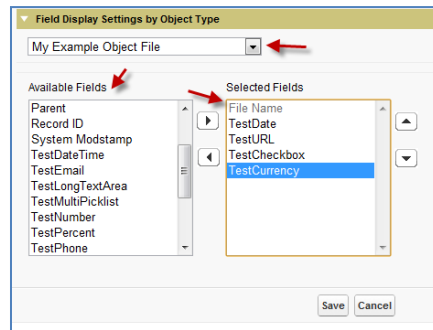 Field Display Settings by Object Type
My Example Object File
Available Fields
Parent
Record ID
System Modstamp
TestDateTime
TestEmail
TestLongTextArea
TestMultiPicklist
TestNumber
TestPercent
TestPhone
Selected Fields
File Name
TestDate
TestURL
TestCheckbox
TestCurrency
Save Cancel